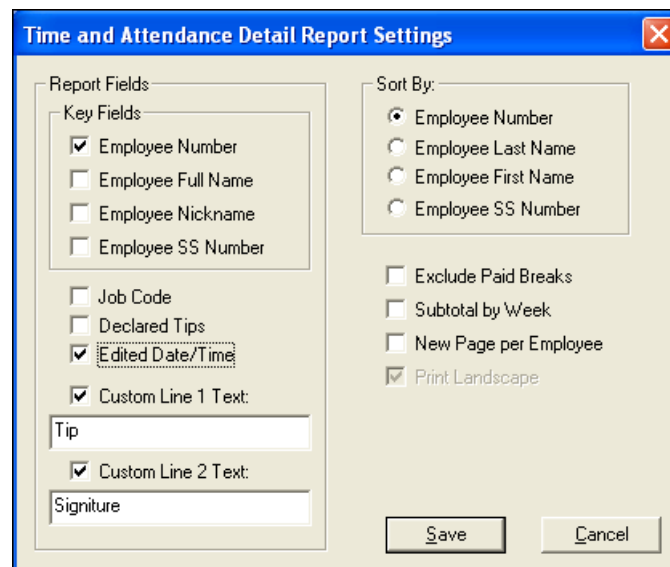 Time and Attendance Detail Report Settings
Report Fields
Key Fields
Employee Number
Employee Full Name
Employee Nickname
Employee SS Number
Job Code
Declared Tips
Edited Date/Time
Custom Line 1 Text:
Tip
Custom Line 2 Text:
Signiture
Sort By:
Employee Number
Employee Last Name
Employee First Name
Employee SS Number
Exclude Paid Breaks
Subtotal by Week
New Page per Employee
Print Landscape
Save
Cancel